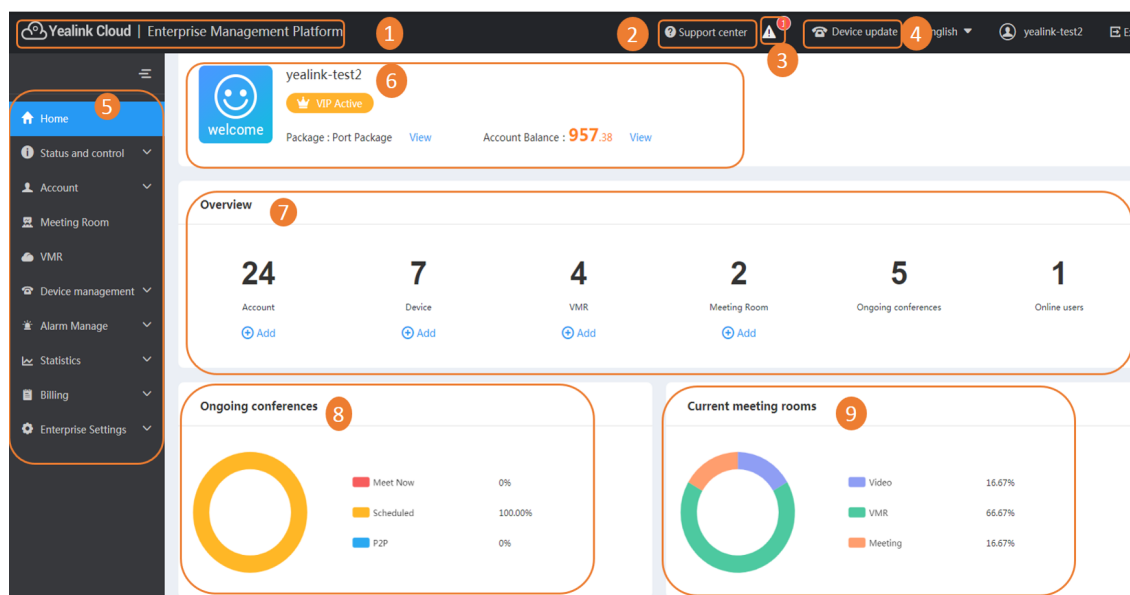 Yealink Cloud | Enterprise Management Platform
1
2
Support center
1
3
Device update
4
nglish
yealink-test2
5
Home
Status and control
Account
Meeting Room
VMR
Device management
Alarm Manage
Statistics
Billing
Enterprise Settings
welcome
yealink-test2
6
VIP Active
Package : Port Package View Account Balance : 957.38 View
Overview
7
24 7 4 2 5 1
Account Device VMR Meeting Room Ongoing conferences Online users
Add Add Add Add
Ongoing conferences
8
Meet Now 0%
Scheduled 100.00%
P2P 0%
Current meeting rooms
9
Video 16.67%
VMR 66.67%
Meeting 16.67%